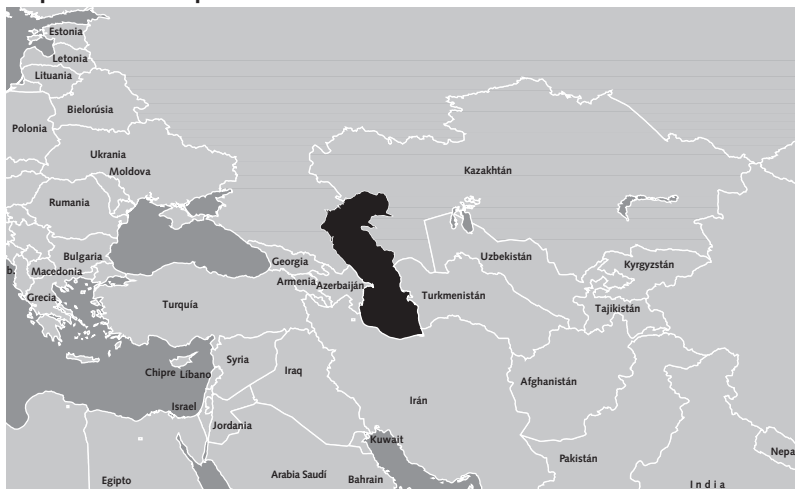 Estonia
Letonia
Lituania
Bielorúsia
Polonia
Ukrania
Moldova
Kazakhtán
Rumania
Bulgaria
Georgia
Uzbekistán
Kyrgyzstán
b.
Macedonia
Armenia
Azerbaiján
Turkmenistán
Grecia
Turquía
Tajikistán
Syria
Chipre
Líbano
Iraq
Afghanistán
Israel
Irán
Jordania
Kuwait
Nepa
Pakistán
Egipto
Arabia Saudí
Bahrain
India